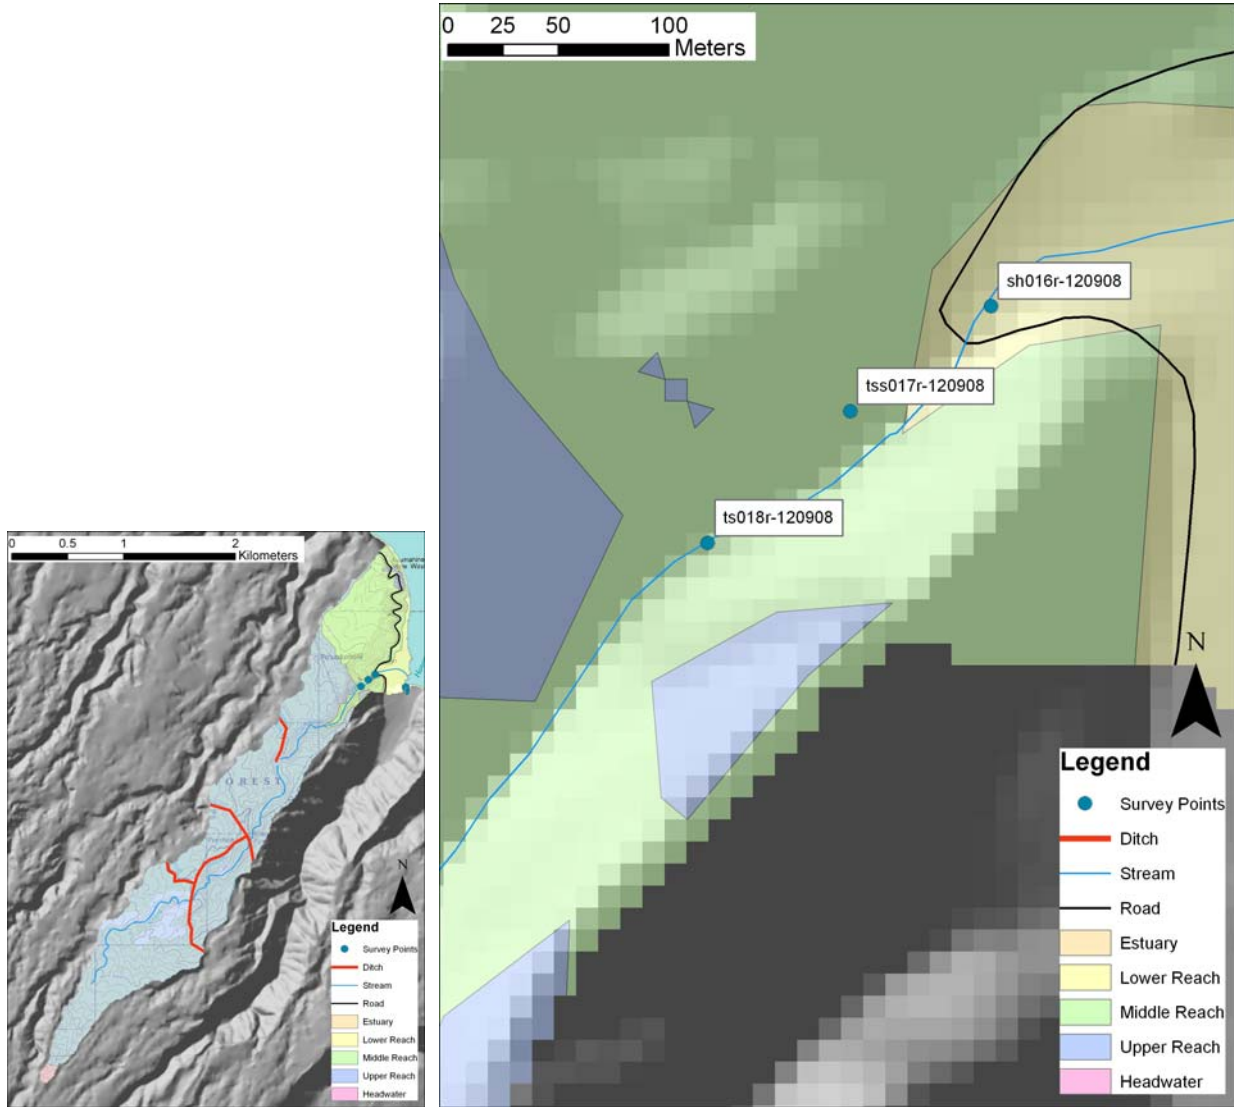 0 25 50 100
Meters
sh016r-120908
tss017r-120908
ts018r-120908
N
Legend
Survey Points
Ditch
Stream
Road
Estuary
Lower Reach
Middle Reach
Upper Reach
Headwater
0 0.5 1 2
Kilometers
OREST
N
Legend
Survey Points
Ditch
Stream
Road
Estuary
Lower Reach
Middle Reach
Upper Reach
Headwater